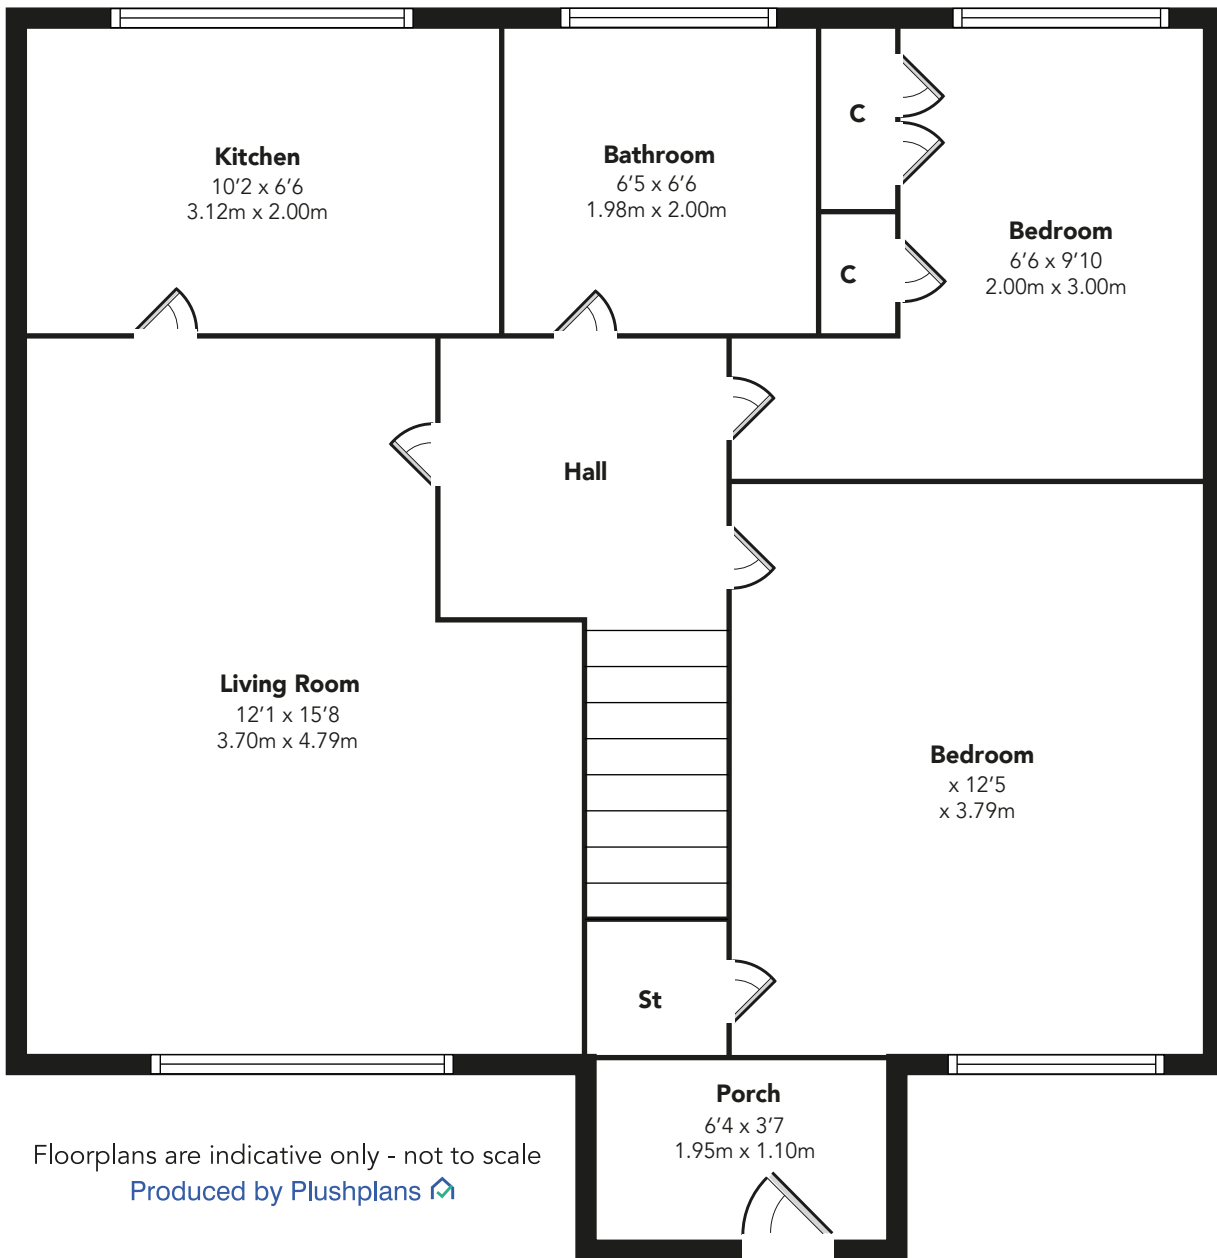 Kitchen
10'2 x 6'6
3.12m x 2.00m
Bathroom
6'5 x 6'6
1.98m x 2.00m
C
C
Bedroom
6'6 x 9'10
2.00m x 3.00m
Hall
Living Room
12'1 x 15'8
3.70m x 4.79m
Bedroom
x 12'5
x 3.79m
St
Porch
6'4 x 3'7
1.95m x 1.10m
Floorplans are indicative only - not to scale
Produced by Plushplans